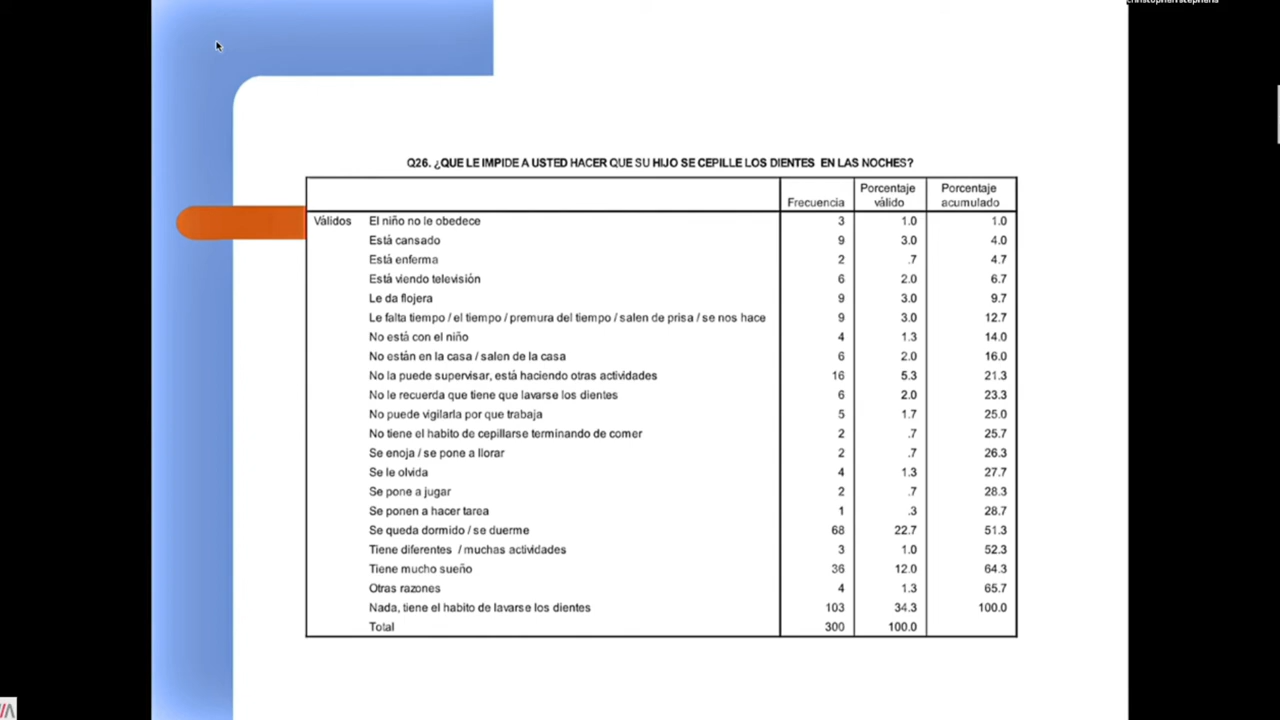 christopherrstephens
Q26. ¿QUE LE IMPIDE A USTED HACER QUE SU HIJO SE CEPILLE LOS DIENTES EN LAS NOCHES?
Frecuencia Porcentaje válido Porcentaje acumulado
Válidos El niño no le obedece 3 1.0 1.0
Está cansado 9 3.0 4.0
Está enferma 2 .7 4.7
Está viendo televisión 6 2.0 6.7
Le da flojera 9 3.0 9.7
Le falta tiempo / el tiempo / premura del tiempo / salen de prisa / se nos hace 9 3.0 12.7
No está con el niño 4 1.3 14.0
No están en la casa / salen de la casa 6 2.0 16.0
No la puede supervisar, está haciendo otras actividades 16 5.3 21.3
No le recuerda que tiene que lavarse los dientes 6 2.0 23.3
No puede vigilarla por que trabaja 5 1.7 25.0
No tiene el habito de cepillarse terminando de comer 2 .7 25.7
Se enoja / se pone a llorar 2 .7 26.3
Se le olvida 4 1.3 27.7
Se pone a jugar 2 .7 28.3
Se ponen a hacer tarea 1 .3 28.7
Se queda dormido / se duerme 68 22.7 51.3
Tiene diferentes / muchas actividades 3 1.0 52.3
Tiene mucho sueño 36 12.0 64.3
Otras razones 4 1.3 65.7
Nada, tiene el habito de lavarse los dientes 103 34.3 100.0
Total 300 100.0